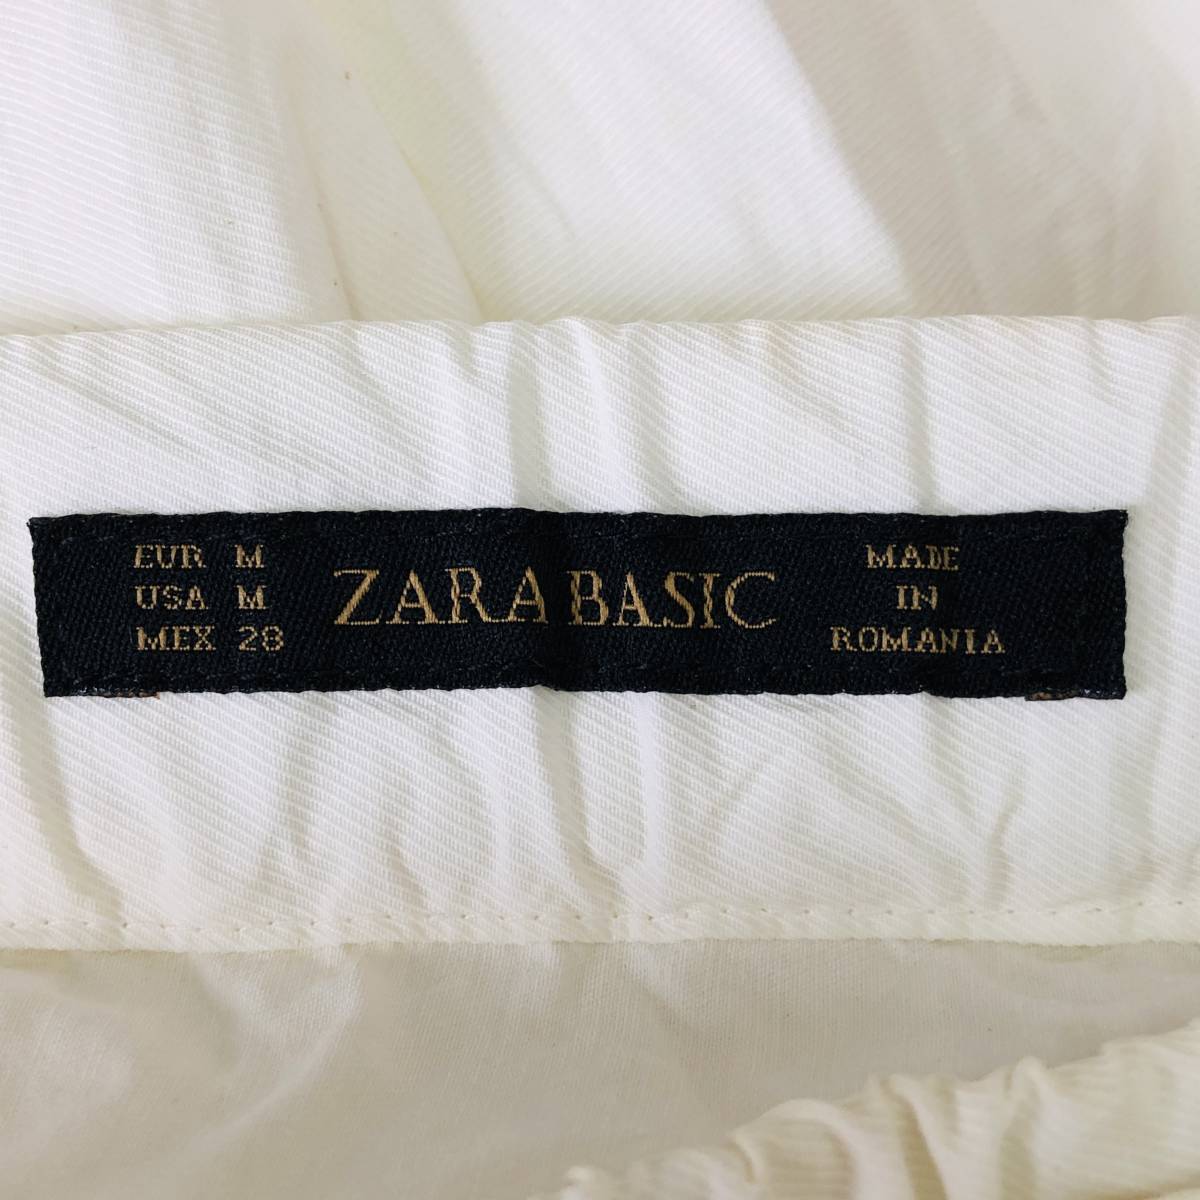 EUR M
USA M
MEX 28
ZARA BASIC
MADE
IN
ROMANIA